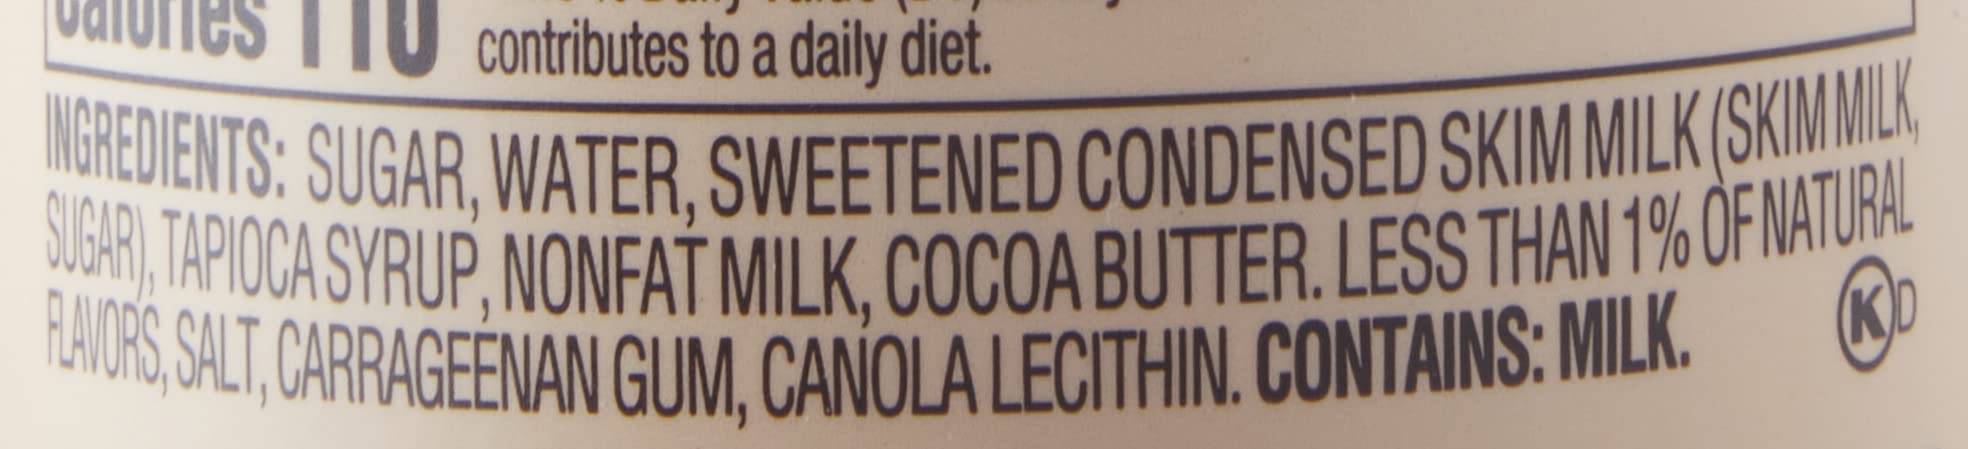 Calories 110
contributes to a daily diet.
INGREDIENTS: SUGAR, WATER, SWEETENED CONDENSED SKIM MILK (SKIM MILK,
SUGAR), TAPIOCA SYRUP, NONFAT MILK, COCOA BUTTER. LESS THAN 1% OF NATURAL
FLAVORS, SALT, CARRAGEENAN GUM, CANOLA LECITHIN. CONTAINS: MILK.
K D